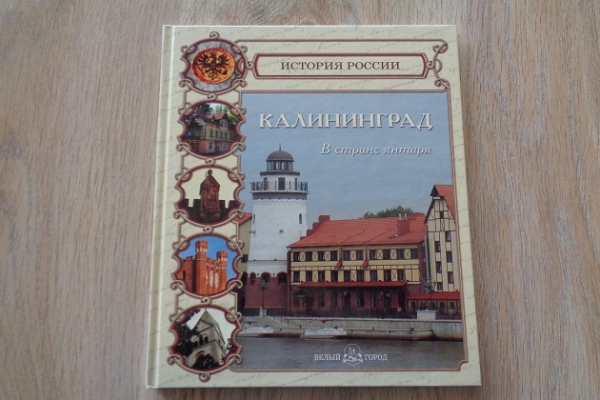 ИСТОРИЯ РОССИИ
КАЛИНИНГРАД
В стране янтаря
БЕЛЫЙ ГОРОД